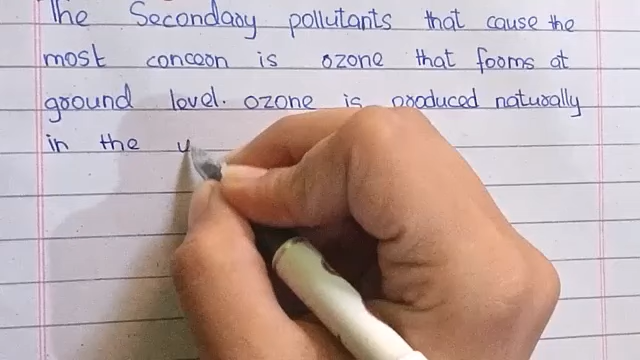 The Secondary pollutants that cause the
most concern is ozone that forms at
ground level. ozone is produced naturally
in the u